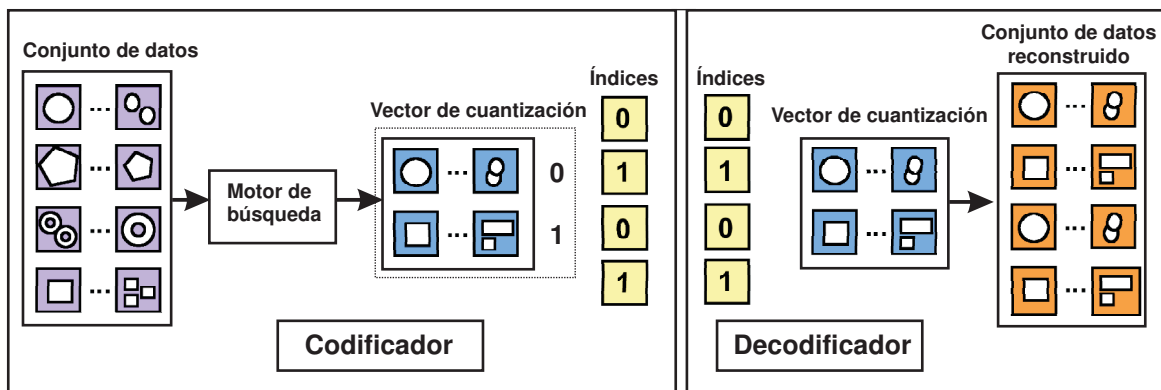 Conjunto de datos
...
...
...
...
Motor de
búsqueda
Vector de cuantización
... 0
... 1
Índices
0
1
0
1
Codificador
Índices
0
1
0
1
Vector de cuantización
...
...
Conjunto de datos
reconstruido
...
...
...
...
Decodificador